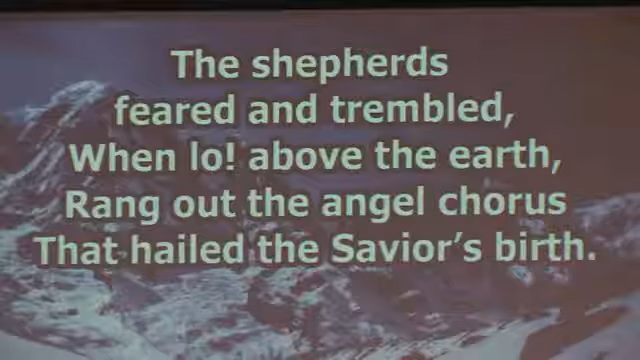 The shepherds
feared and trembled,
When lo! above the earth,
Rang out the angel chorus
That hailed the Savior’s birth.